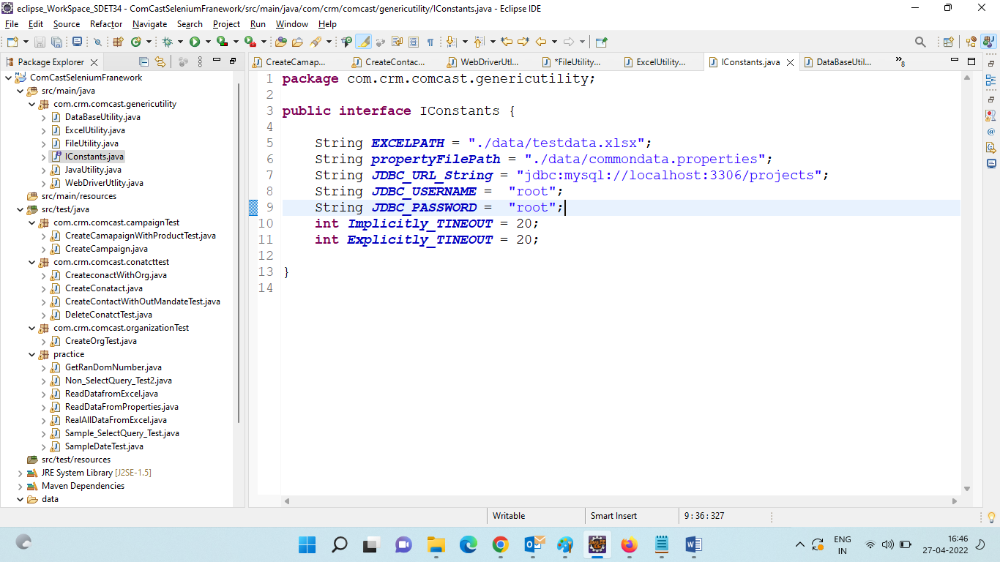 eclipse_WorkSpace_SDET34 - ComCastSeleniumFranework/src/main/java/com/crm/comcast/genericutility/IConstants.java - Eclipse IDE
File Edit Source Refactor Navigate Search Project Run Window Help
Package Explorer
CreateCamap... CreateContac... WebDriverUtl... *FileUtility... ExcelUtility... IConstants.java DataBaseUtil... 8
ComCastSeleniumFranework
src/main/java
com.crm.comcast.genericutility
DataBaseUtility.java
ExcelUtility.java
FileUtility.java
IConstants.java
JavaUtility.java
WebDriverUtlity.java
src/main/resources
src/test/java
com.crm.comcast.campaignTest
CreateCamapaignWithProductTest.java
CreateCampaign.java
com.crm.comcast.conatcttest
CreateconactWithOrg.java
CreateConatact.java
CreateContactWithOutMandateTest.java
DeleteConatctTest.java
com.crm.comcast.organizationTest
CreateOrgTest.java
practice
GetRanDomNumber.java
Non_SelectQuery_Test2.java
ReadDatafromExcel.java
ReadDataFromProperties.java
RealAllDataFromExcel.java
Sample_SelectQuery_Test.java
SampleDateTest.java
src/test/resources
JRE System Library [J2SE-1.5]
Maven Dependencies
data
1 package com.crm.comcast.genericutility;
2
3 public interface IConstants {
4
5 String EXCELPATH = "./data/testdata.xlsx";
6 String propertyFilePath = "./data/commondata.properties";
7 String JDBC_URL_String = "jdbc:mysql://localhost:3306/projects";
8 String JDBC_USERNAME = "root";
9 String JDBC_PASSWORD = "root";
10 int Implicitly_TINEOUT = 20;
11 int Explicitly_TINEOUT = 20;
12
13 }
14
Writable Smart Insert 9 : 36 : 327
ENG
IN
16:46
27-04-2022